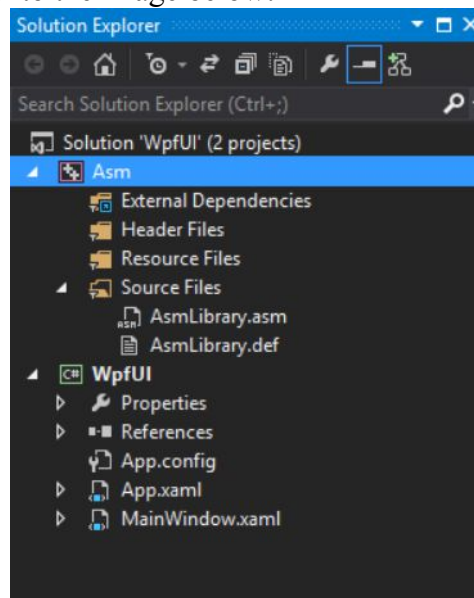 Solution Explorer
Search Solution Explorer (Ctrl+;)
Solution 'WpfUI' (2 projects)
Asm
External Dependencies
Header Files
Resource Files
Source Files
ASM AsmLibrary.asm
AsmLibrary.def
C# WpfUI
Properties
References
App.config
App.xaml
MainWindow.xaml